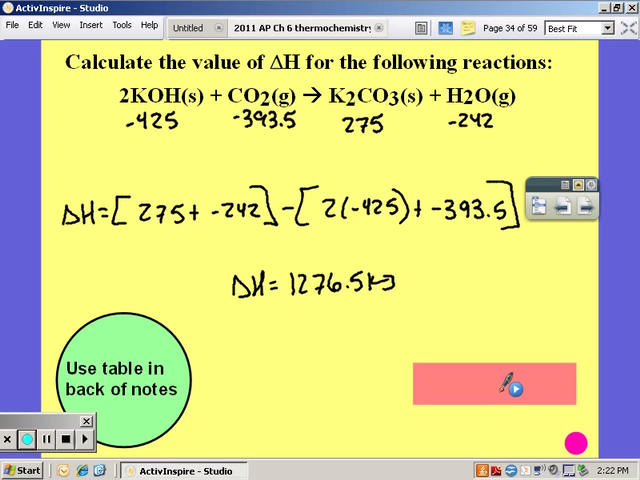 ActivInspire - Studio
File Edit View Insert Tools Help
Untitled 2011 AP Ch 6 thermochemistry Page 34 of 59 Best Fit
Calculate the value of ΔH for the following reactions:
2KOH(s) + CO2(g) → K2CO3(s) + H2O(g)
-425 -393.5 275 -242
ΔH = [275 + -242] - [2(-425) + -393.5]
ΔH = 1276.5 kJ
Use table in
back of notes
Start ActivInspire - Studio 2:22 PM